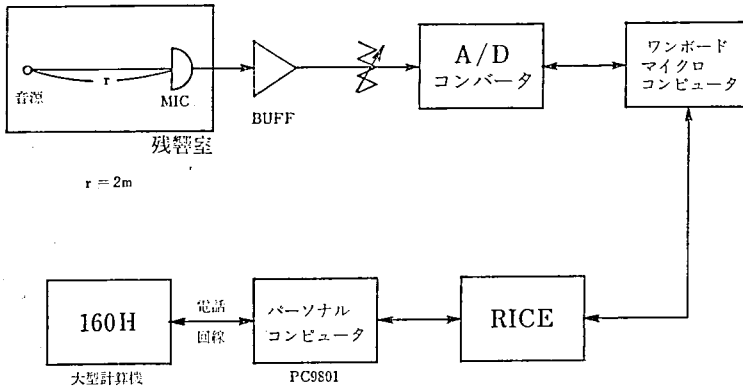 音源
r
MIC
残響室
r = 2m
BUFF
A/D
コンバータ
ワンボード
マイクロ
コンピュータ
160H
大型計算機
電話
回線
パーソナル
コンピュータ
PC9801
RICE